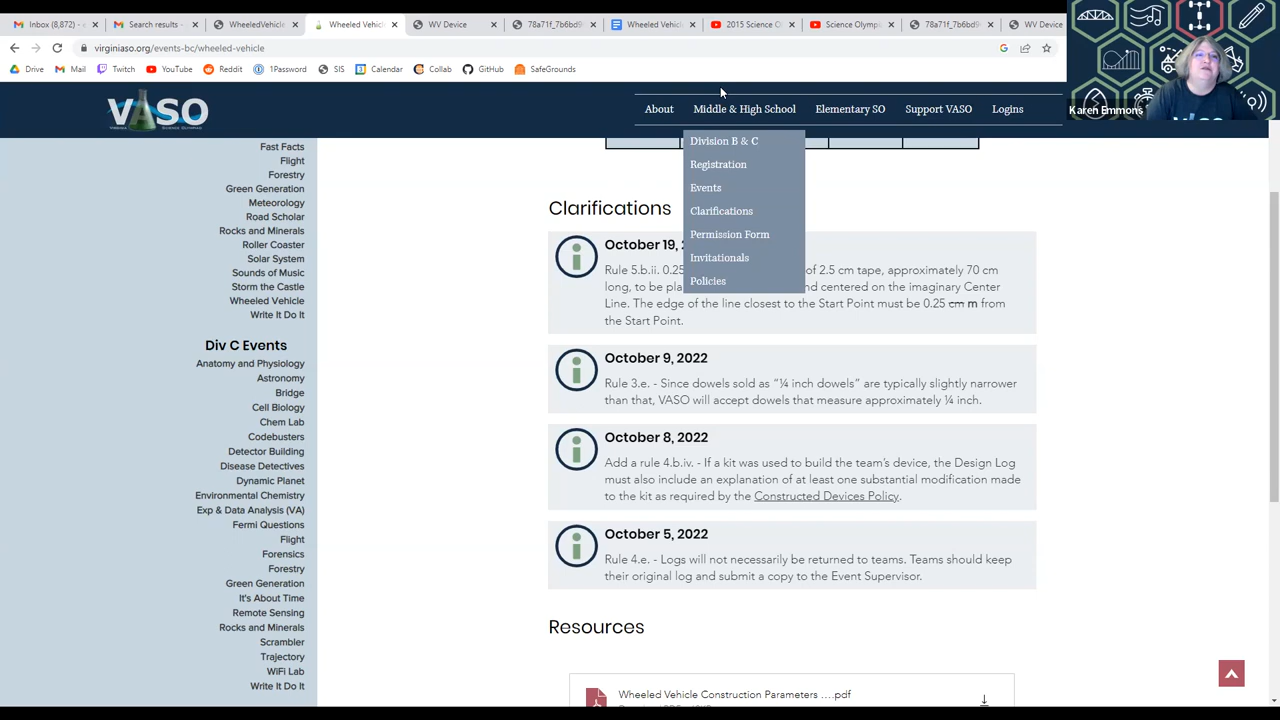 Inbox (8,872) -
Search results -
WheeledVehicle
Wheeled Vehicle
WV Device
78a71f_7b6bd9
Wheeled Vehicle
2015 Science O
Science Olymp
78a71f_7b6bd9
WV Device
virginiaso.org/events-bc/wheeled-vehicle
Drive
Mail
Twitch
YouTube
Reddit
1Password
SIS
Calendar
Collab
GitHub
SafeGrounds
Karen Emmons
VASO
About
Middle & High School
Elementary SO
Support VASO
Logins
Division B & C
Registration
Events
Clarifications
Permission Form
Invitationals
Policies
Fast Facts
Flight
Forestry
Green Generation
Meteorology
Road Scholar
Rocks and Minerals
Roller Coaster
Solar System
Sounds of Music
Storm the Castle
Wheeled Vehicle
Write It Do It
Div C Events
Anatomy and Physiology
Astronomy
Bridge
Cell Biology
Chem Lab
Codebusters
Detector Building
Disease Detectives
Dynamic Planet
Environmental Chemistry
Exp & Data Analysis (VA)
Fermi Questions
Flight
Forensics
Forestry
Green Generation
It's About Time
Remote Sensing
Rocks and Minerals
Scrambler
Trajectory
WiFi Lab
Write It Do It
Clarifications
October 19,
Rule 5.b.ii. 0.25 of 2.5 cm tape, approximately 70 cm
long, to be pla and centered on the imaginary Center
Line. The edge of the line closest to the Start Point must be 0.25 cm m from
the Start Point.
October 9, 2022
Rule 3.e. - Since dowels sold as “¼ inch dowels” are typically slightly narrower
than that, VASO will accept dowels that measure approximately ¼ inch.
October 8, 2022
Add a rule 4.b.iv. - If a kit was used to build the team’s device, the Design Log
must also include an explanation of at least one substantial modification made
to the kit as required by the Constructed Devices Policy.
October 5, 2022
Rule 4.e. - Logs will not necessarily be returned to teams. Teams should keep
their original log and submit a copy to the Event Supervisor.
Resources
Wheeled Vehicle Construction Parameters ....pdf